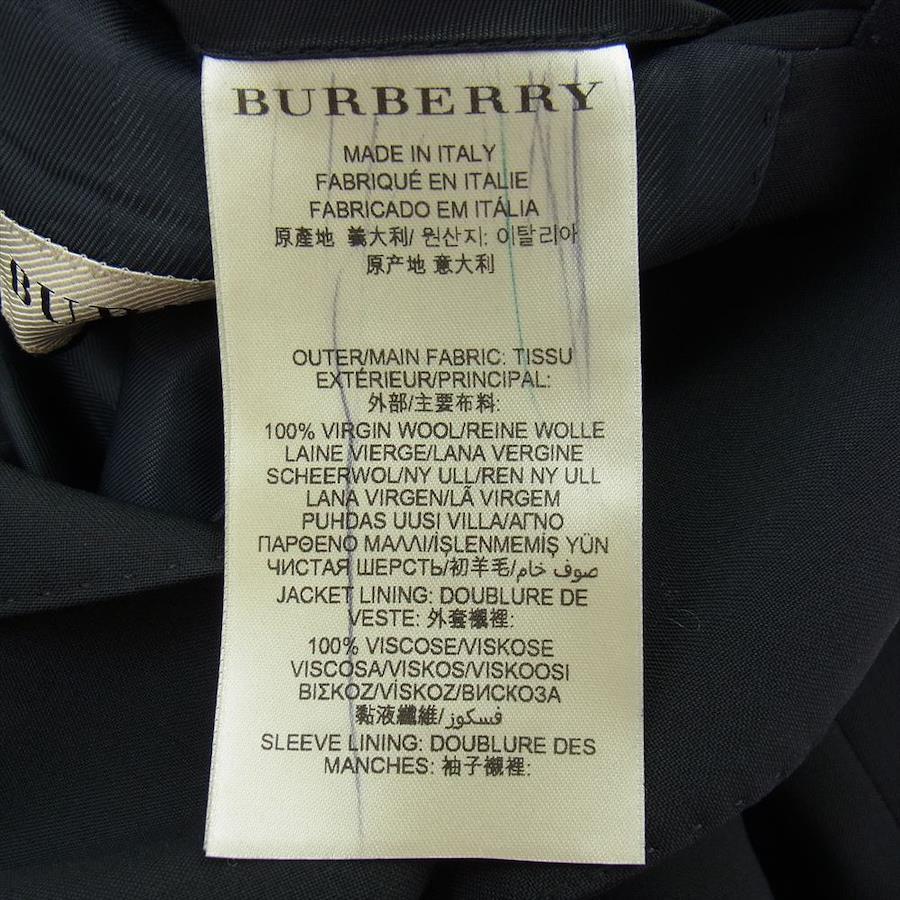 BURBERRY
MADE IN ITALY
FABRIQUÉ EN ITALIE
FABRICADO EM ITÁLIA
原產地 義大利/ 원산지: 이탈리아
原产地 意大利
BURB
OUTER/MAIN FABRIC: TISSU
EXTÉRIEUR/PRINCIPAL:
外部/主要布料:
100% VIRGIN WOOL/REINE WOLLE
LAINE VIERGE/LANA VERGINE
SCHEERWOL/NY ULL/REN NY ULL
LANA VIRGEN/LÃ VIRGEM
PUHDAS UUSI VILLA/ΑΓΝΟ
ΠΑΡΘΕΝΟ ΜΑΛΛΙ/İŞLENMEMİŞ YÜN
ЧИСТАЯ ШЕРСТЬ/初羊毛/صوف خام
JACKET LINING: DOUBLURE DE
VESTE: 外套襯裡:
100% VISCOSE/VISKOSE
VISCOSA/VISKOS/VISKOOSI
ΒΙΣΚΟΖ/VİSKOZ/ВИСКОЗА
黏液纖維/فسكوز
SLEEVE LINING: DOUBLURE DES
MANCHES: 袖子襯裡: